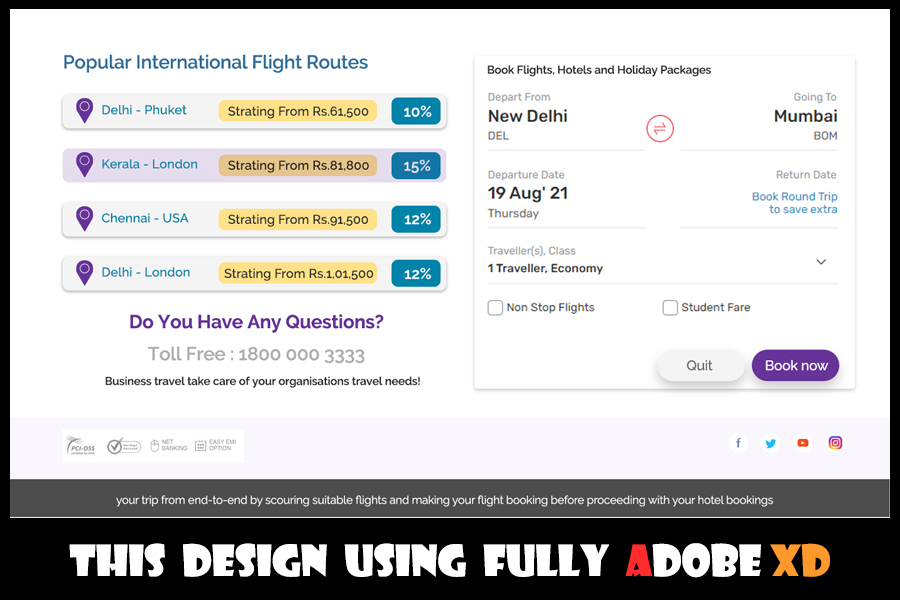 Popular International Flight Routes
Delhi - Phuket Strating From Rs.61,500 10%
Kerala - London Strating From Rs.81,800 15%
Chennai - USA Strating From Rs.91,500 12%
Delhi - London Strating From Rs.1,01,500 12%
Do You Have Any Questions?
Toll Free : 1800 000 3333
Business travel take care of your organisations travel needs!
Book Flights, Hotels and Holiday Packages
Depart From
New Delhi
DEL
Going To
Mumbai
BOM
Departure Date
19 Aug' 21
Thursday
Return Date
Book Round Trip
to save extra
Traveller(s), Class
1 Traveller, Economy
Non Stop Flights
Student Fare
Quit
Book now
PCI-DSS
NET
BANKING
EASY EMI
OPTION
f
your trip from end-to-end by scouring suitable flights and making your flight booking before proceeding with your hotel bookings
THIS DESIGN USING FULLY ADOBE XD